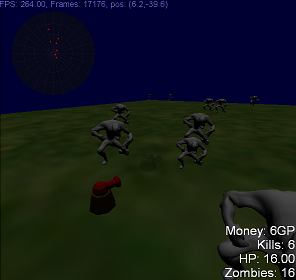 FPS: 264.00, Frames: 17176, pos: (6.2,-39.6)
Money: 6GP
Kills: 6
HP: 16.00
Zombies: 16